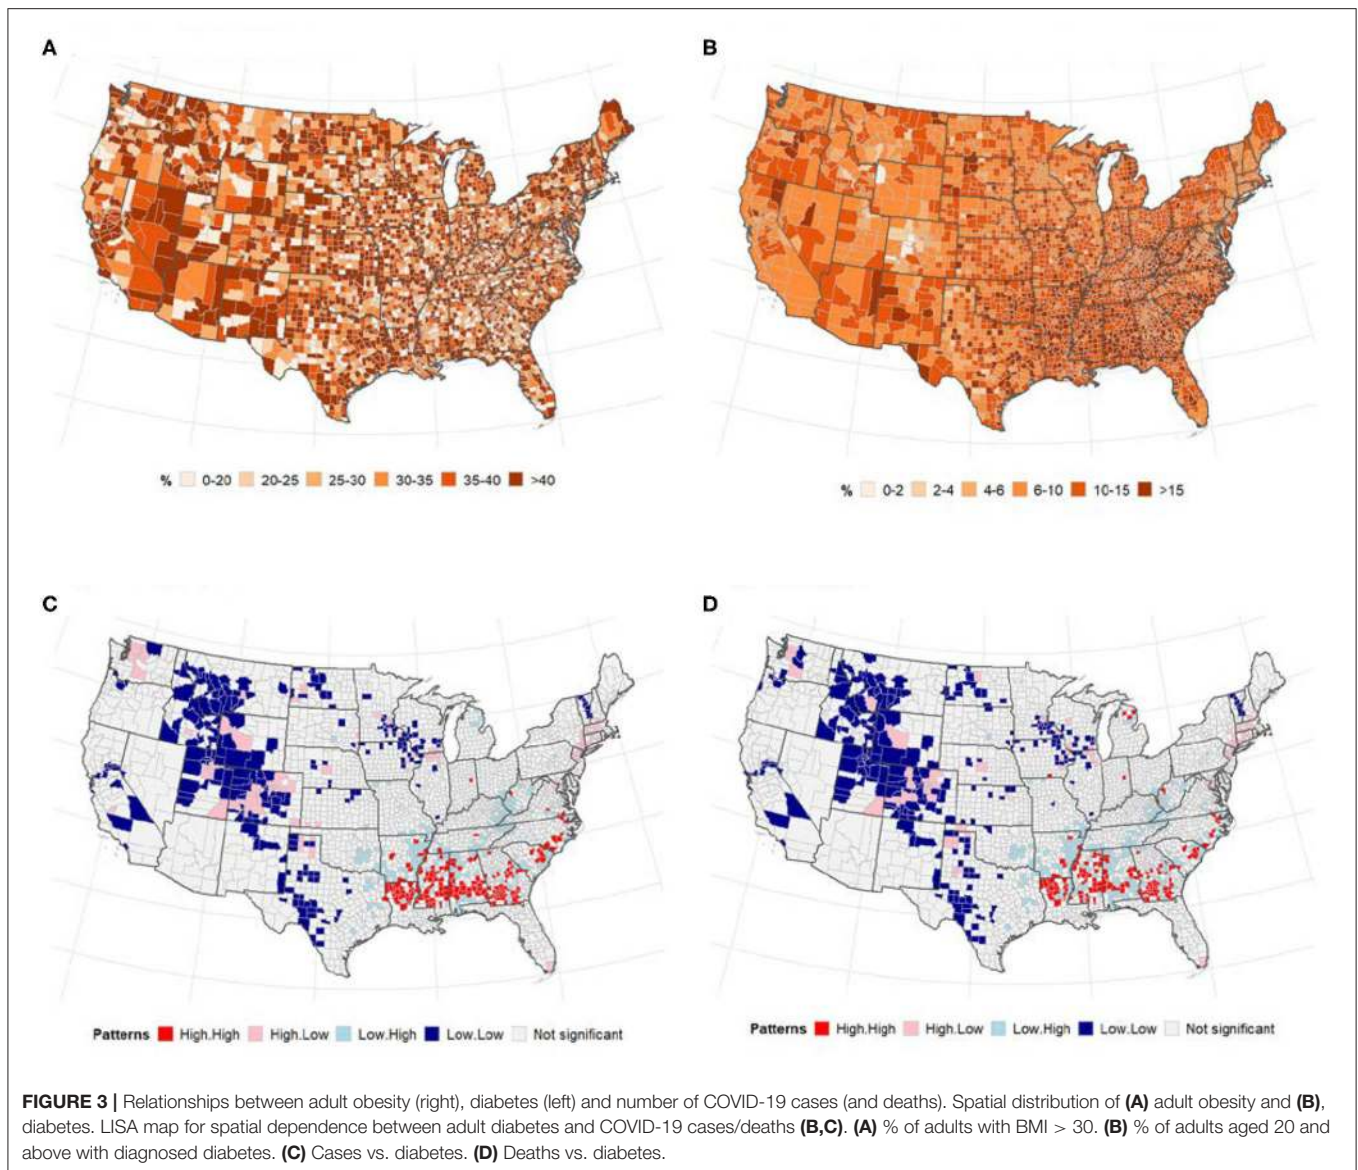 A
B
% 0-20 20-25 25-30 30-35 35-40 >40
% 0-2 2-4 4-6 6-10 10-15 >15
C
D
Patterns High.High High.Low Low.High Low.Low Not significant
Patterns High.High High.Low Low.High Low.Low Not significant
FIGURE 3 | Relationships between adult obesity (right), diabetes (left) and number of COVID-19 cases (and deaths). Spatial distribution of (A) adult obesity and (B),
diabetes. LISA map for spatial dependence between adult diabetes and COVID-19 cases/deaths (B,C). (A) % of adults with BMI > 30. (B) % of adults aged 20 and
above with diagnosed diabetes. (C) Cases vs. diabetes. (D) Deaths vs. diabetes.